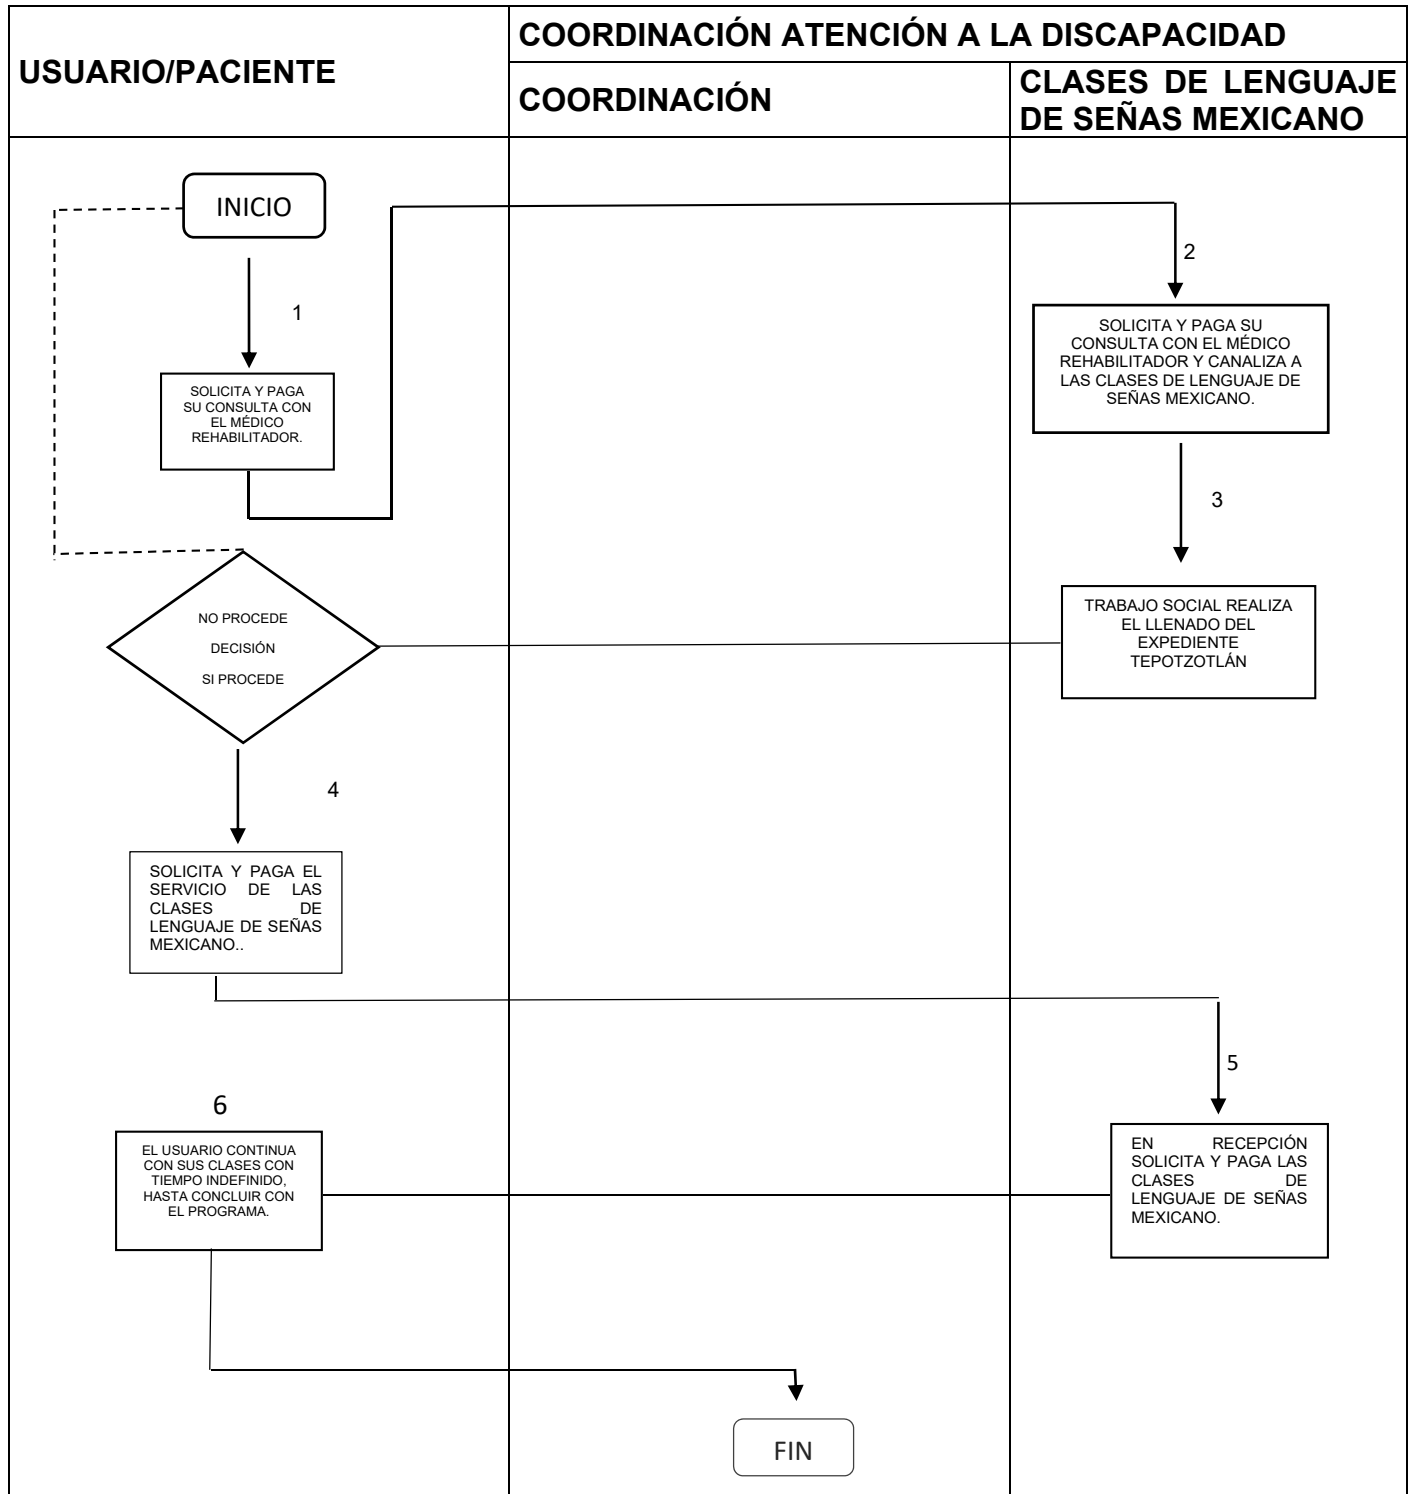 USUARIO/PACIENTE
COORDINACIÓN ATENCIÓN A LA DISCAPACIDAD
COORDINACIÓN
CLASES DE LENGUAJE
DE SEÑAS MEXICANO
INICIO
1
SOLICITA Y PAGA
SU CONSULTA CON
EL MÉDICO
REHABILITADOR.
2
SOLICITA Y PAGA SU
CONSULTA CON EL MÉDICO
REHABILITADOR Y CANALIZA A
LAS CLASES DE LENGUAJE DE
SEÑAS MEXICANO.
3
TRABAJO SOCIAL REALIZA
EL LLENADO DEL
EXPEDIENTE
TEPOTZOTLÁN
NO PROCEDE
DECISIÓN
SI PROCEDE
4
SOLICITA Y PAGA EL
SERVICIO DE LAS
CLASES DE
LENGUAJE DE SEÑAS
MEXICANO..
5
EN RECEPCIÓN
SOLICITA Y PAGA LAS
CLASES DE
LENGUAJE DE SEÑAS
MEXICANO.
6
EL USUARIO CONTINUA
CON SUS CLASES CON
TIEMPO INDEFINIDO,
HASTA CONCLUIR CON
EL PROGRAMA.
FIN